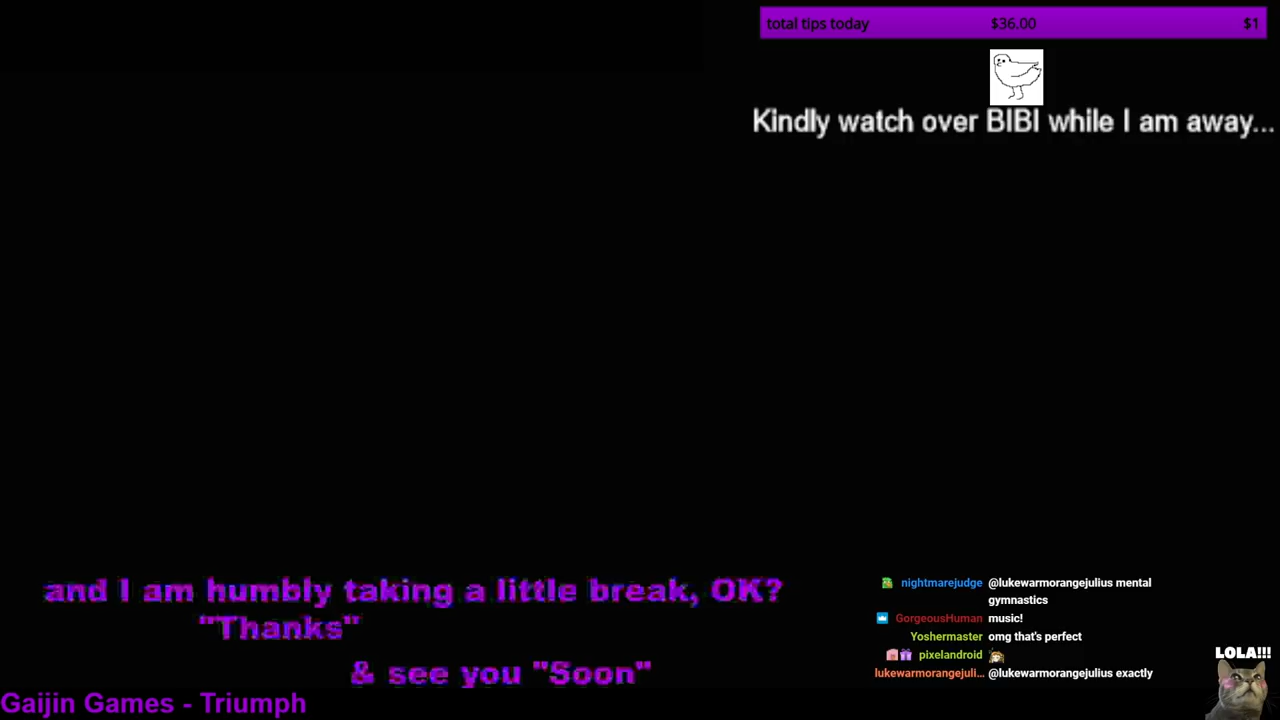 total tips today $36.00 $1
Kindly watch over BIBI while I am away...
and I am humbly taking a little break, OK?
"Thanks"
& see you "Soon"
nightmarejudge @lukewarmorangejulius mental
gymnastics
GorgeousHuman music!
Yoshermaster omg that's perfect
pixelandroid
lukewarmorangejuli... @lukewarmorangejulius exactly
LOLA!!!
Gaijin Games - Triumph